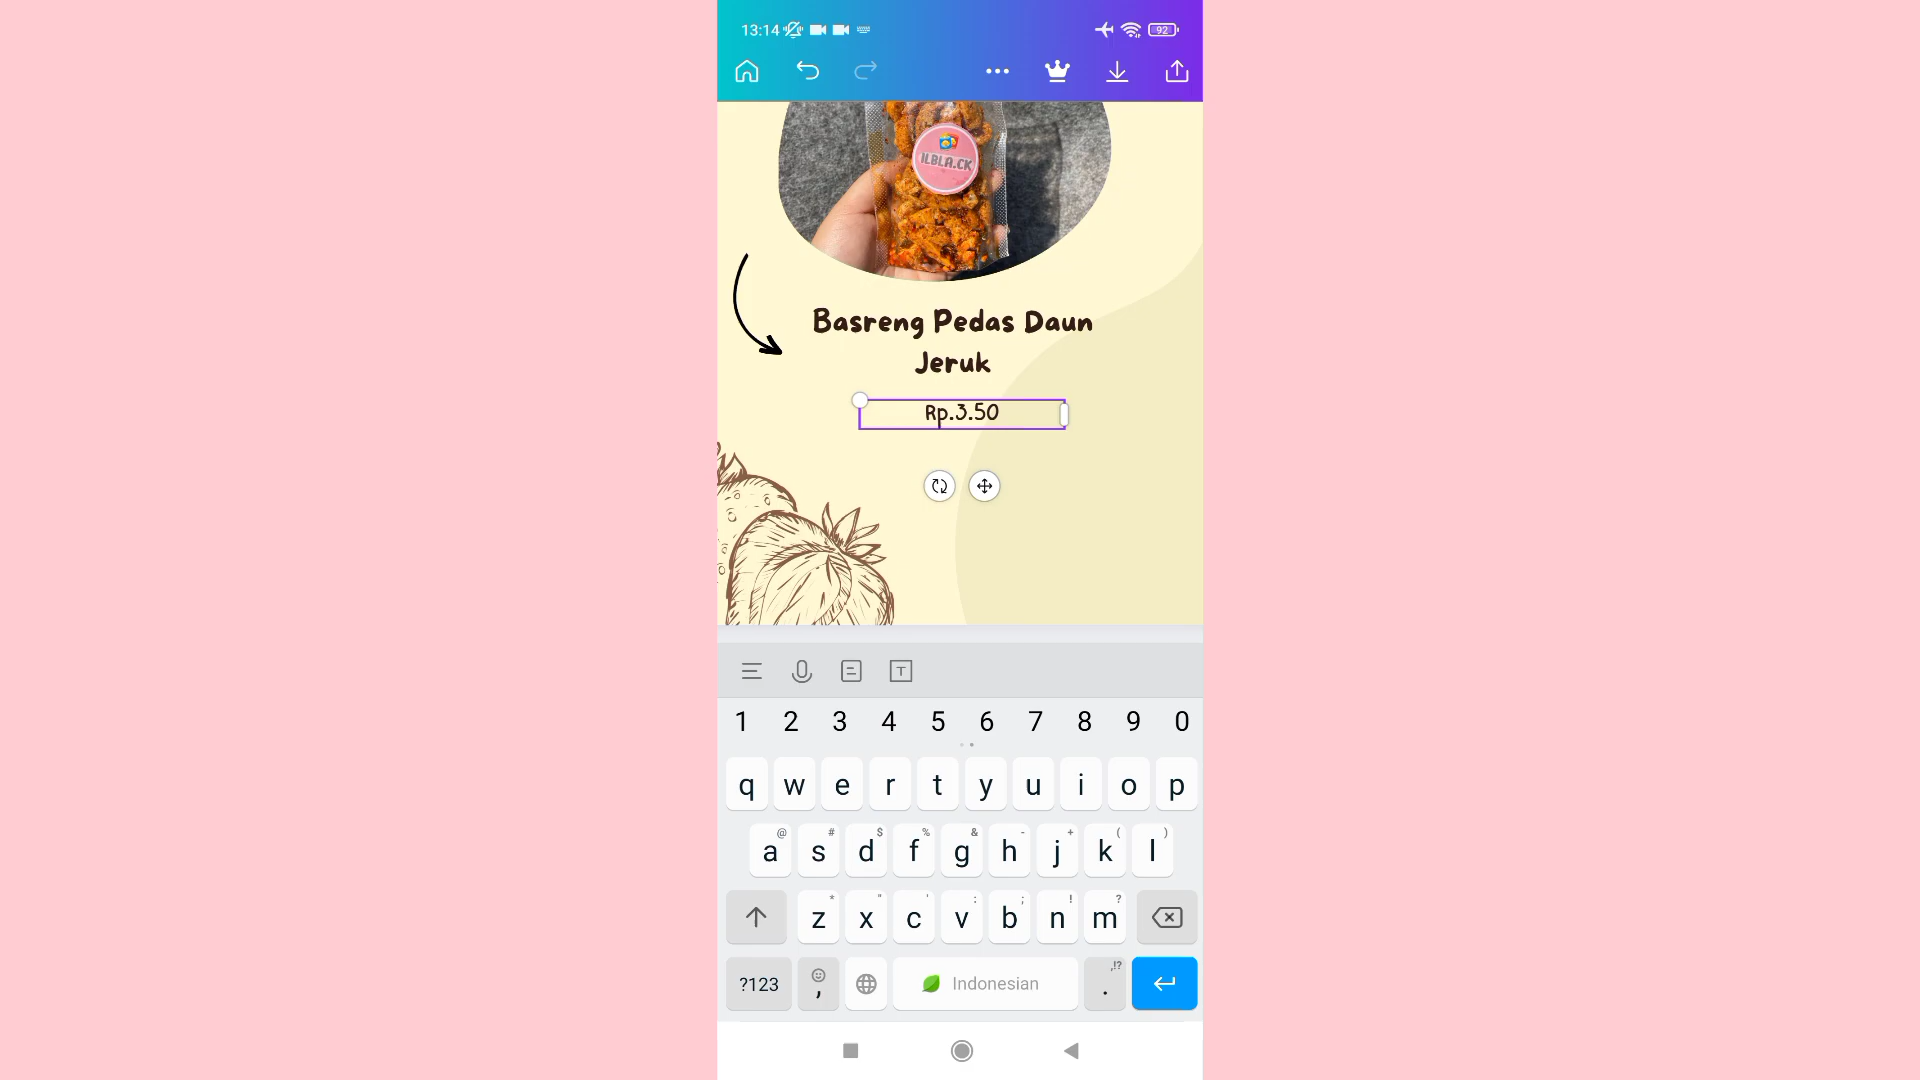 13:14
92
ILBLA.CK
Basreng Pedas Daun
Jeruk
Rp.3.50
1 2 3 4 5 6 7 8 9 0
q w e r t y u i o p
@ # $ % & - + ( )
a s d f g h j k l
* " ' : ; ! ?
z x c v b n m
?123 , Indonesian . ,!?